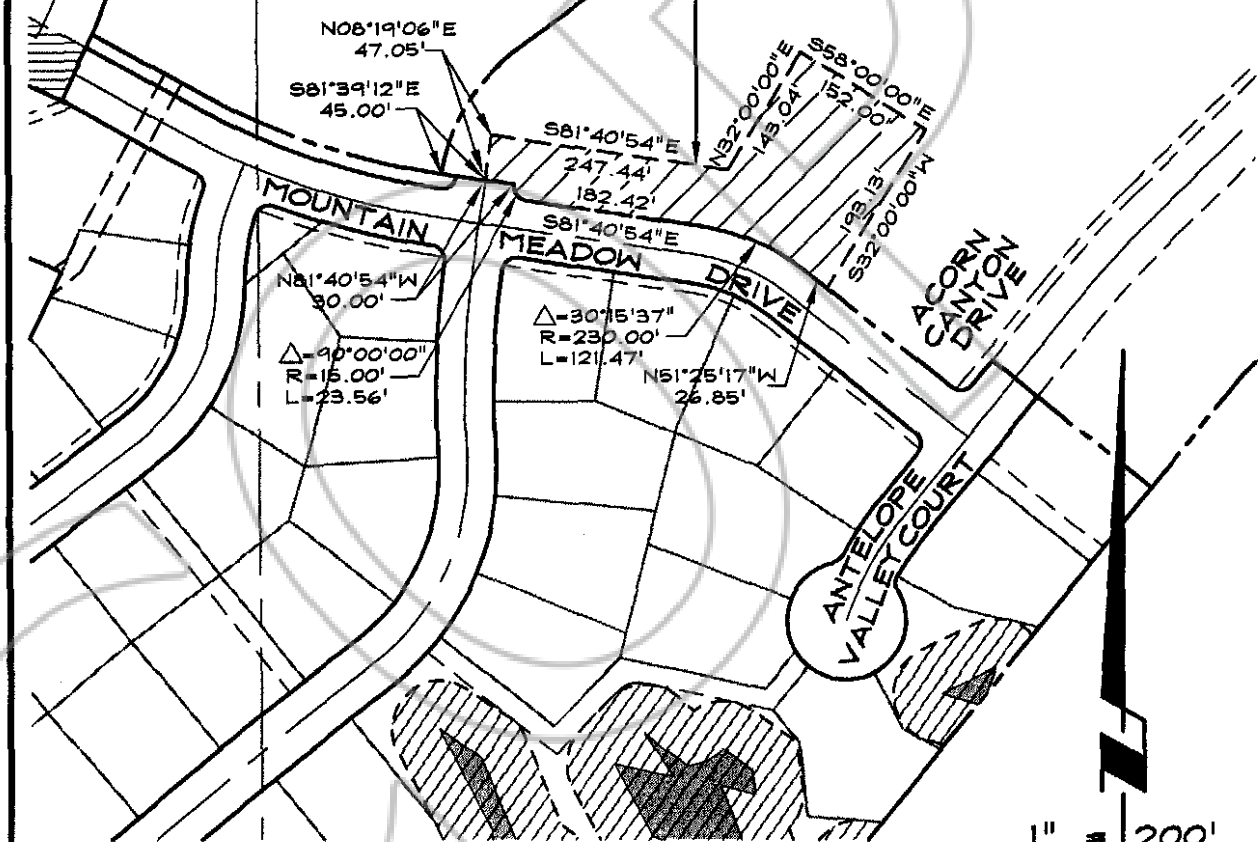 N08°19'06"E
47.05'
S81°39'12"E
45.00'
S81°40'54"E
247.44'
182.42'
S81°40'54"E
N32°00'00"E
143.04'
S58°00'00"E
152.00'
193.13'
S32°00'00"W
MOUNTAIN
MEADOW
DRIVE
N81°40'54"W
30.00'
△=90°00'00"
R=15.00'
L=23.56'
△=30°15'37"
R=230.00'
L=121.47'
N51°25'17"W
26.85'
ACORN
CANYON
DRIVE
ANTELOPE
VALLEY COURT
1" = 200'